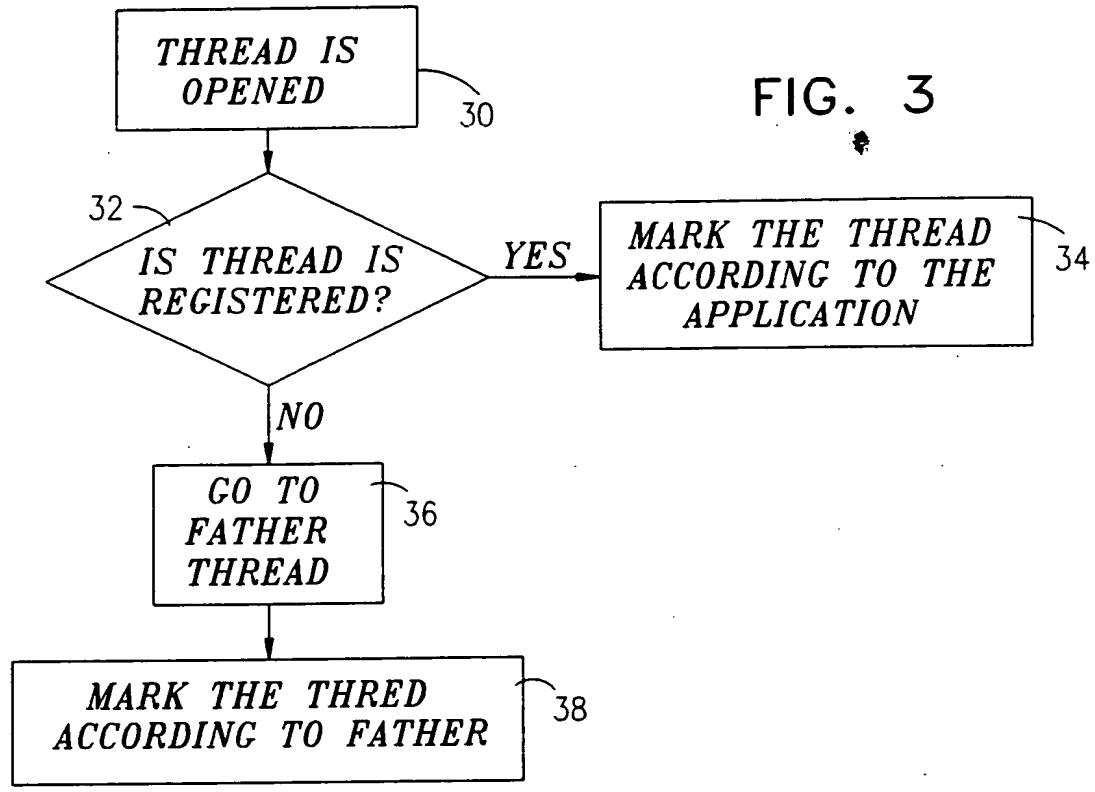 THREAD IS
OPENED
30
FIG. 3
32
IS THREAD IS
REGISTERED?
YES
MARK THE THREAD
ACCORDING TO THE
APPLICATION
34
NO
GO TO
FATHER
THREAD
36
MARK THE THRED
ACCORDING TO FATHER
38